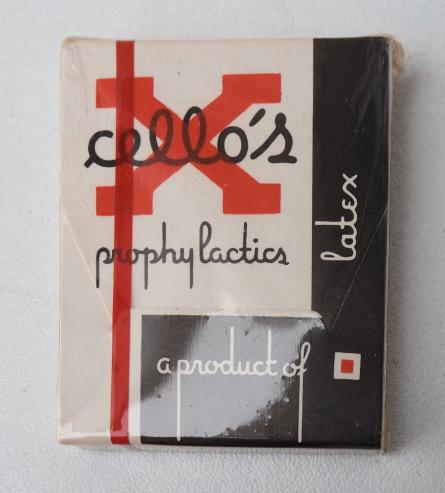 X
cello's
prophylactics
latex
a product of